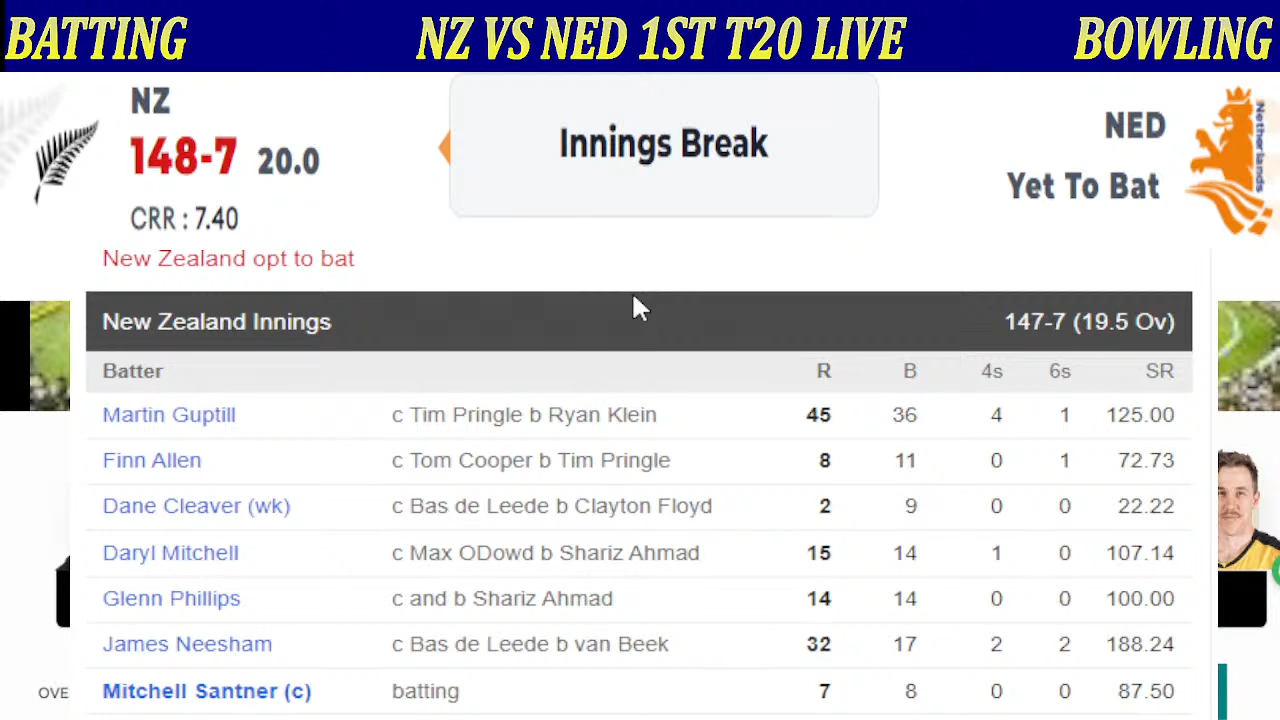 BATTING NZ VS NED 1ST T20 LIVE BOWLING
NZ
148-7 20.0
CRR : 7.40
Innings Break
NED
Yet To Bat
Netherlands
New Zealand opt to bat
New Zealand Innings 147-7 (19.5 Ov)
Batter R B 4s 6s SR
Martin Guptill c Tim Pringle b Ryan Klein 45 36 4 1 125.00
Finn Allen c Tom Cooper b Tim Pringle 8 11 0 1 72.73
Dane Cleaver (wk) c Bas de Leede b Clayton Floyd 2 9 0 0 22.22
Daryl Mitchell c Max ODowd b Shariz Ahmad 15 14 1 0 107.14
Glenn Phillips c and b Shariz Ahmad 14 14 0 0 100.00
James Neesham c Bas de Leede b van Beek 32 17 2 2 188.24
Mitchell Santner (c) batting 7 8 0 0 87.50
OVE